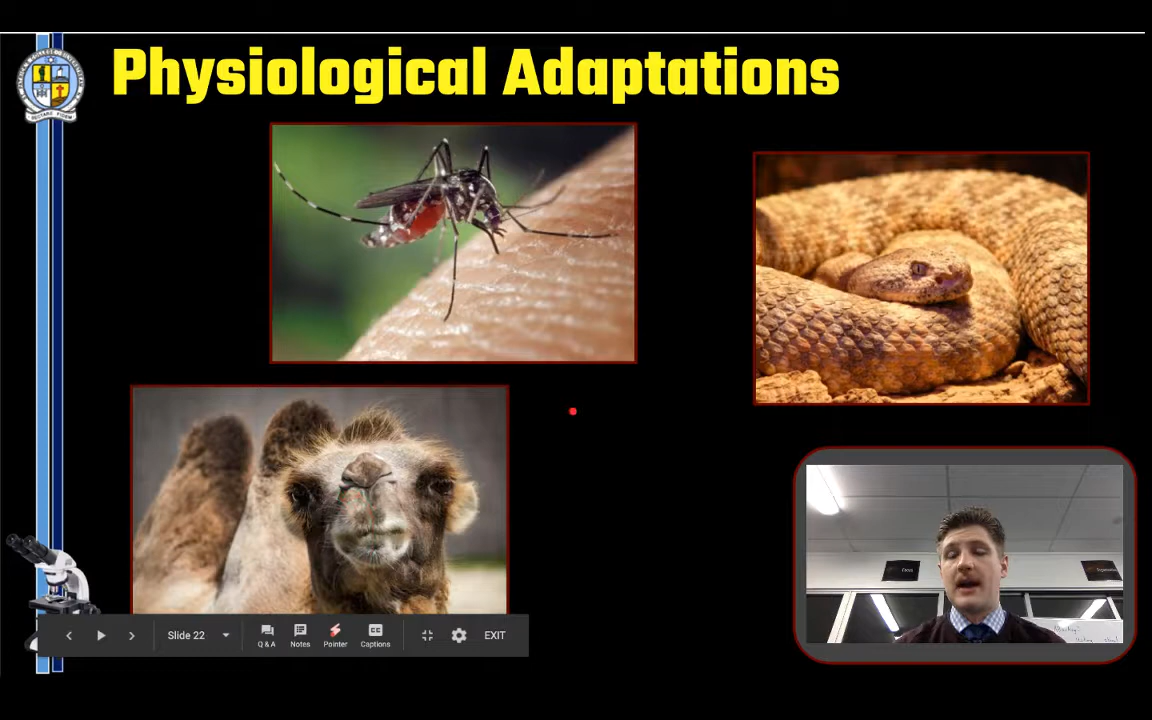 Physiological Adaptations
Slide 22
Q & A
Notes
Pointer
Captions
EXIT